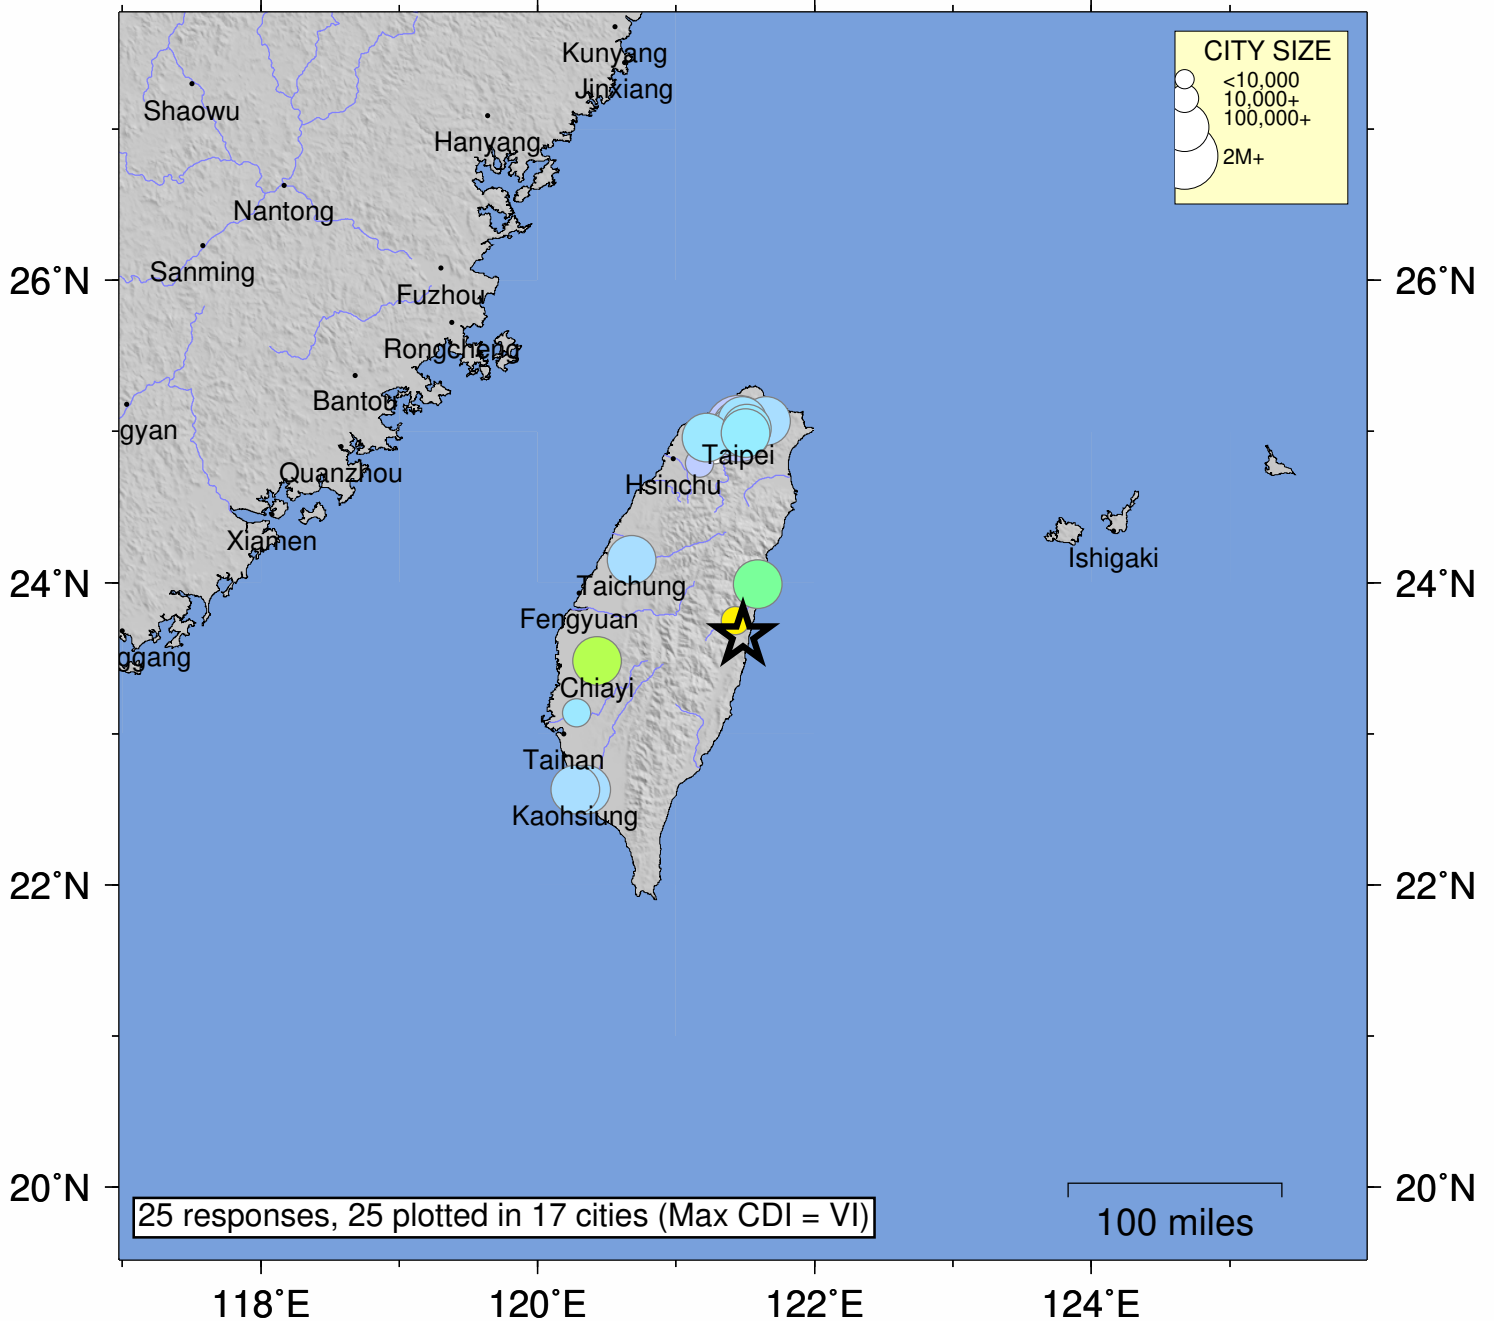 Kunyang
CITY SIZE
<10,000
10,000+
100,000+
2M+
Jinxiang
Shaowu
Hanyang
Nantong
Sanming
26°N
26°N
Fuzhou
Rongcheng
Bantou
gyan
Taipei
Quanzhou
Hsinchu
Xiamen
Ishigaki
24°N
24°N
Taichung
Fengyuan
ggang
Chiayi
Tainan
Kaohsiung
22°N
22°N
20°N
20°N
25 responses, 25 plotted in 17 cities (Max CDI = VI)
100 miles
118°E
120°E
122°E
124°E